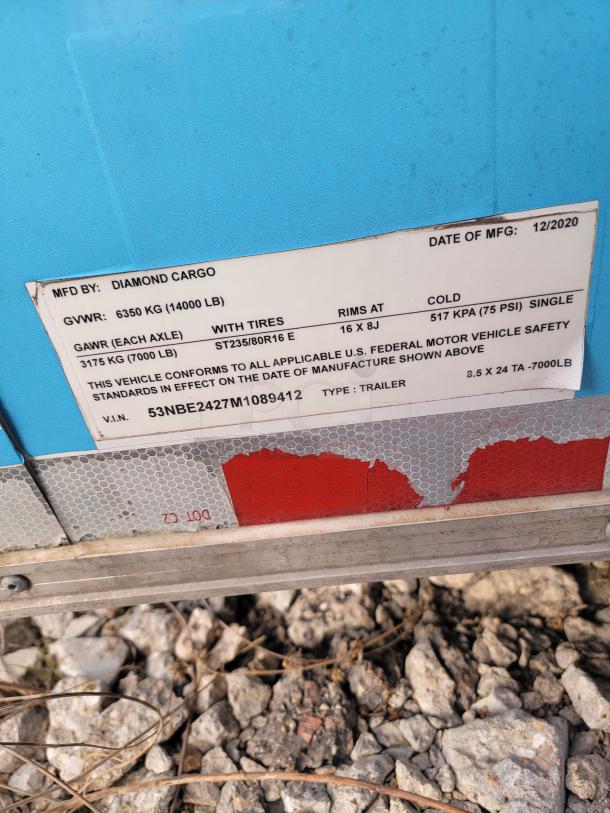 MFD BY: DIAMOND CARGO DATE OF MFG: 12/2020
GVWR: 6350 KG (14000 LB)
GAWR (EACH AXLE) WITH TIRES RIMS AT COLD
3175 KG (7000 LB) ST235/80R16 E 16 X 8J 517 KPA (75 PSI) SINGLE
THIS VEHICLE CONFORMS TO ALL APPLICABLE U.S. FEDERAL MOTOR VEHICLE SAFETY
STANDARDS IN EFFECT ON THE DATE OF MANUFACTURE SHOWN ABOVE
V.I.N. 53NBE2427M1089412 TYPE : TRAILER 8.5 X 24 TA -7000LB
DOT-C2